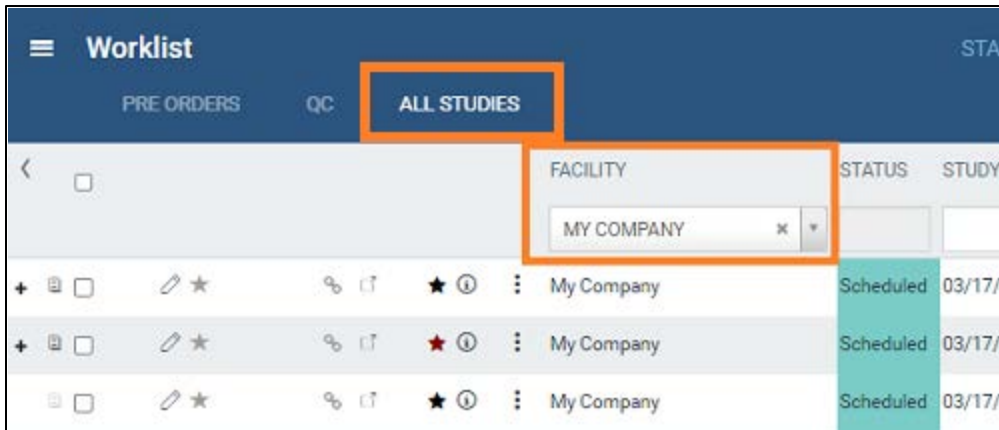 Worklist STA
PRE ORDERS QC ALL STUDIES
FACILITY STATUS STUDY
MY COMPANY
My Company Scheduled 03/17/
My Company Scheduled 03/17/
My Company Scheduled 03/17/